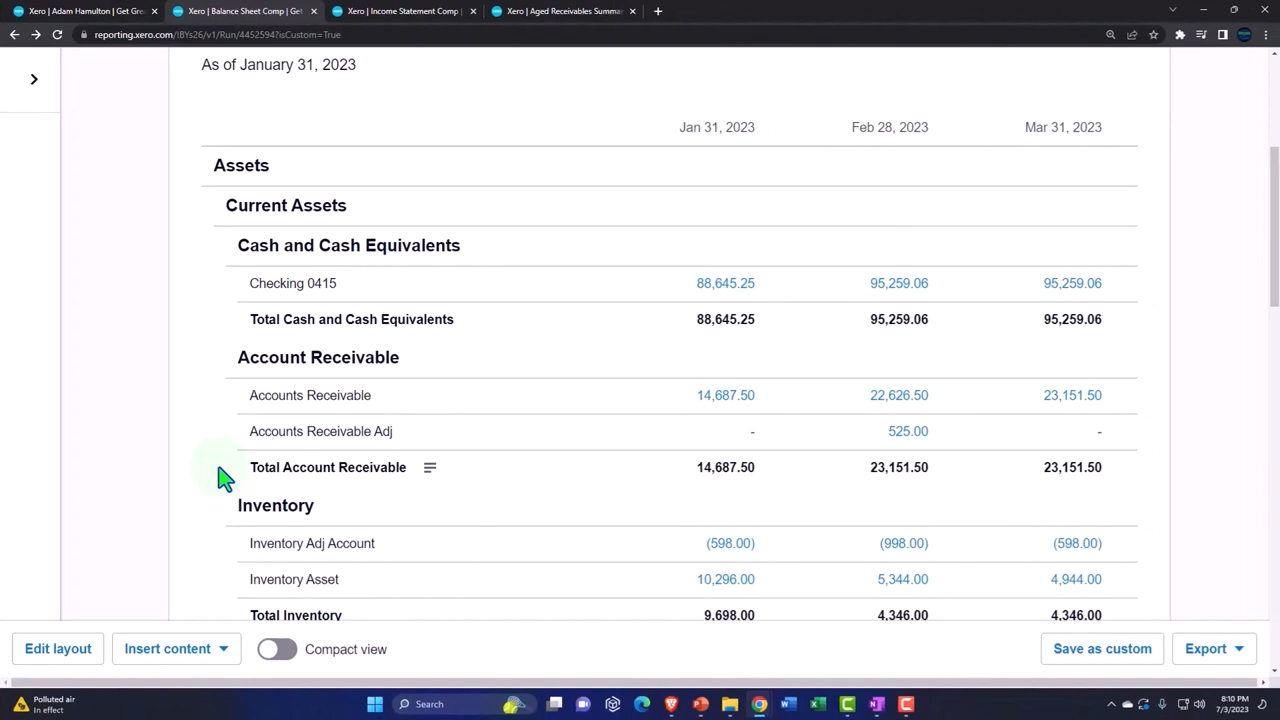 Xero | Adam Hamilton | Get Gre
Xero | Balance Sheet Comp | Get
Xero | Income Statement Comp |
Xero | Aged Receivables Summar
reporting.xero.com/!BYs26/v1/Run/4452594?isCustom=True
As of January 31, 2023
Jan 31, 2023 Feb 28, 2023 Mar 31, 2023
Assets
Current Assets
Cash and Cash Equivalents
Checking 0415 88,645.25 95,259.06 95,259.06
Total Cash and Cash Equivalents 88,645.25 95,259.06 95,259.06
Account Receivable
Accounts Receivable 14,687.50 22,626.50 23,151.50
Accounts Receivable Adj - 525.00 -
Total Account Receivable 14,687.50 23,151.50 23,151.50
Inventory
Inventory Adj Account (598.00) (998.00) (598.00)
Inventory Asset 10,296.00 5,344.00 4,944.00
Total Inventory 9,698.00 4,346.00 4,346.00
Edit layout Insert content Compact view Save as custom Export
Polluted air
In effect
Search
8:10 PM
7/3/2023